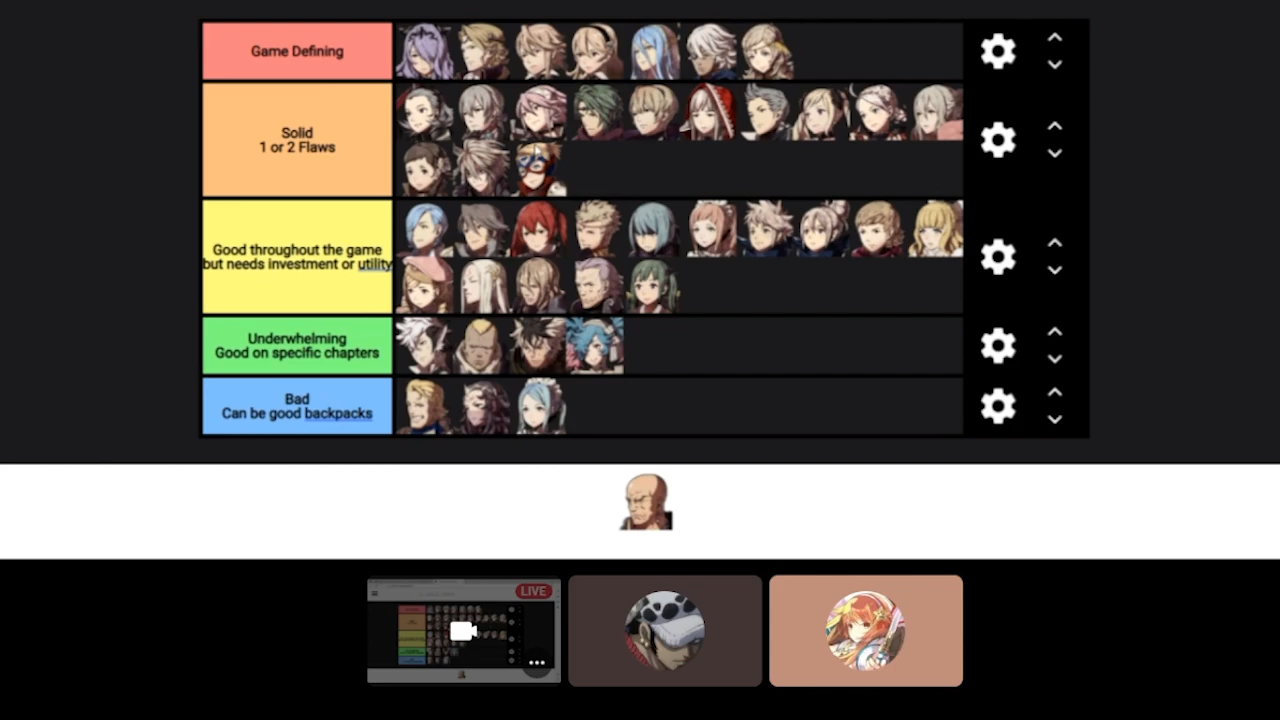 Game Defining
Solid
1 or 2 Flaws
Good throughout the game
but needs investment or utility
Underwhelming
Good on specific chapters
Bad
Can be good backpacks
LIVE